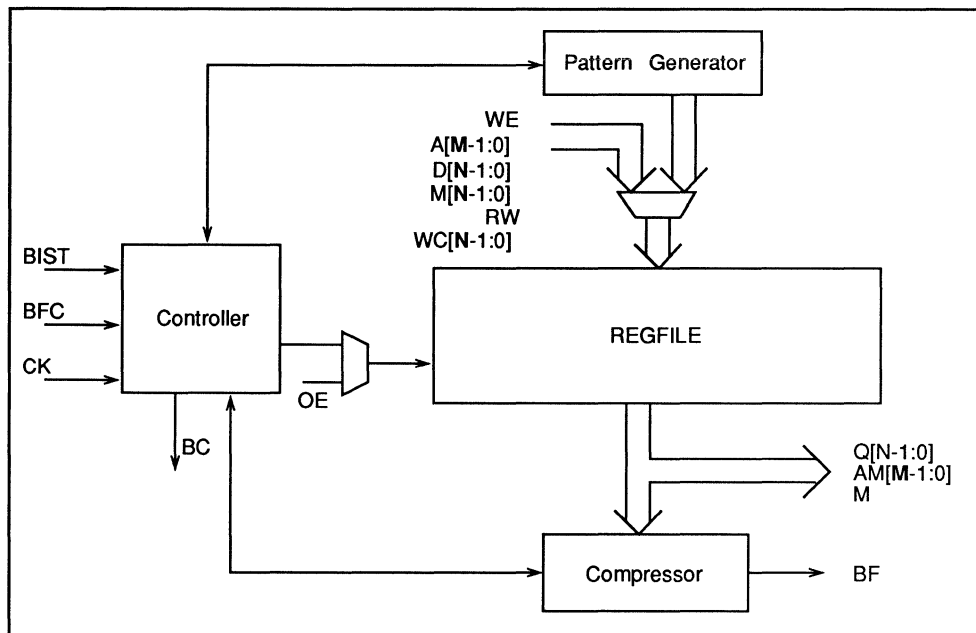 Pattern Generator
WE
A[M-1:0]
D[N-1:0]
M[N-1:0]
RW
WC[N-1:0]
BIST
BFC
CK
Controller
OE
BC
REGFILE
Q[N-1:0]
AM[M-1:0]
M
Compressor
BF